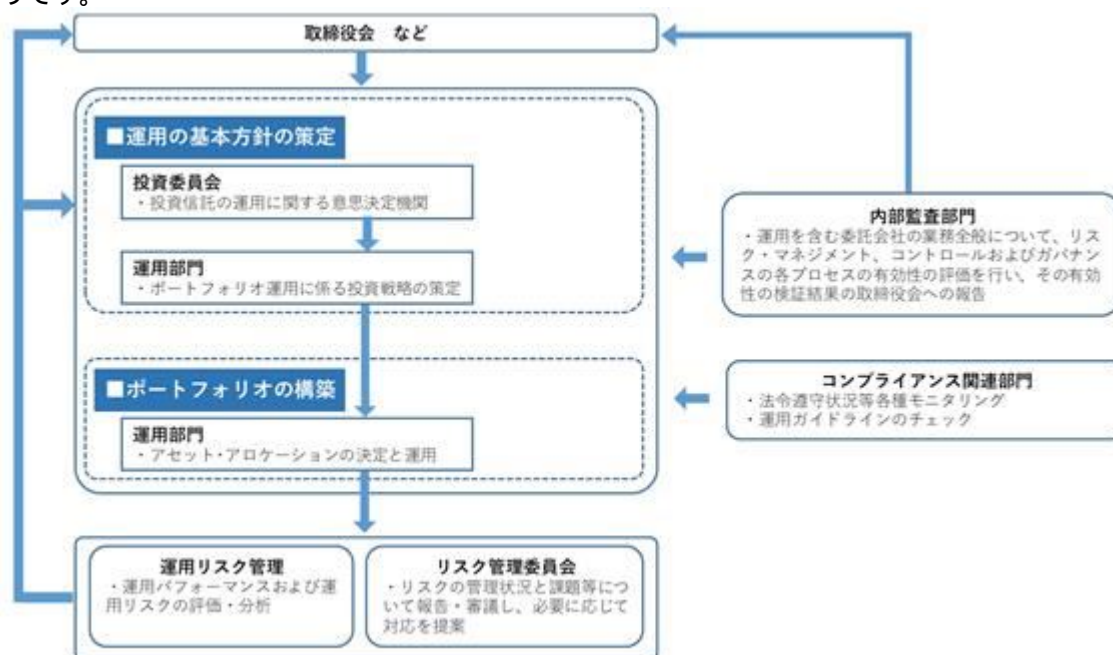 うです。
取締役会　など
■運用の基本方針の策定
投資委員会
・投資信託の運用に関する意思決定機関
運用部門
・ポートフォリオ運用に係る投資戦略の策定
■ポートフォリオの構築
運用部門
・アセット・アロケーションの決定と運用
内部監査部門
・運用を含む委託会社の業務全般について、リス
ク・マネジメント、コントロールおよびガバナン
スの各プロセスの有効性の評価を行い、その有効
性の検証結果の取締役会への報告
コンプライアンス関連部門
・法令遵守状況等各種モニタリング
・運用ガイドラインのチェック
運用リスク管理
・運用パフォーマンスおよび運
用リスクの評価・分析
リスク管理委員会
・リスクの管理状況と課題等につ
いて報告・審議し、必要に応じて
対応を提案